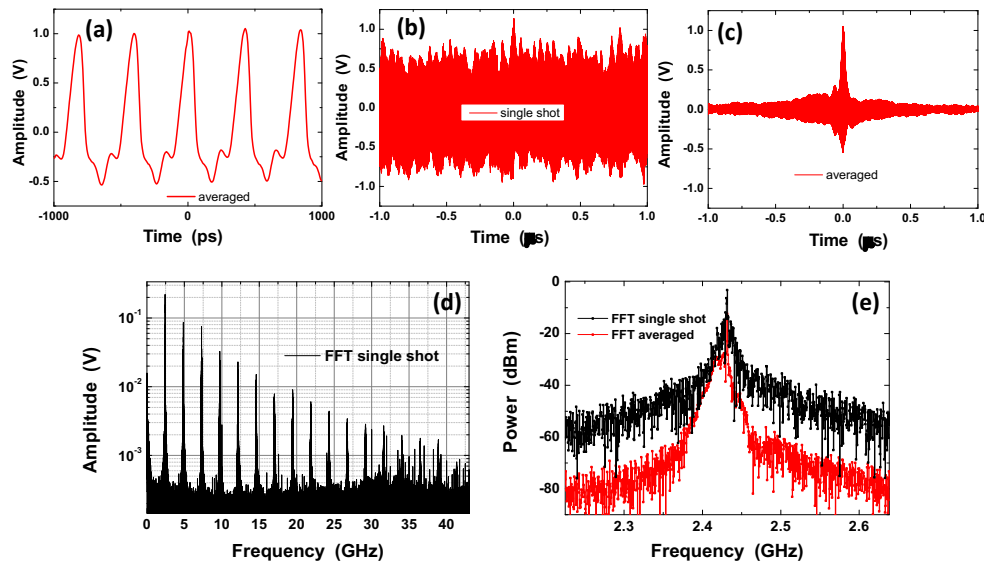 (a)
1.0
0.5
0.0
-0.5
Amplitude (V)
averaged
-1000
0
1000
Time (ps)
(b)
1.0
0.5
0.0
-0.5
-1.0
Amplitude (V)
single shot
-1.0
-0.5
0.0
0.5
1.0
Time (μs)
(c)
1.0
0.5
0.0
-0.5
-1.0
Amplitude (V)
averaged
-1.0
-0.5
0.0
0.5
1.0
Time (μs)
(d)
10⁻¹
10⁻²
10⁻³
Amplitude (V)
FFT single shot
0
5
10
15
20
25
30
35
40
Frequency (GHz)
(e)
0
-20
-40
-60
-80
Power (dBm)
FFT single shot
FFT averaged
2.3
2.4
2.5
2.6
Frequency (GHz)